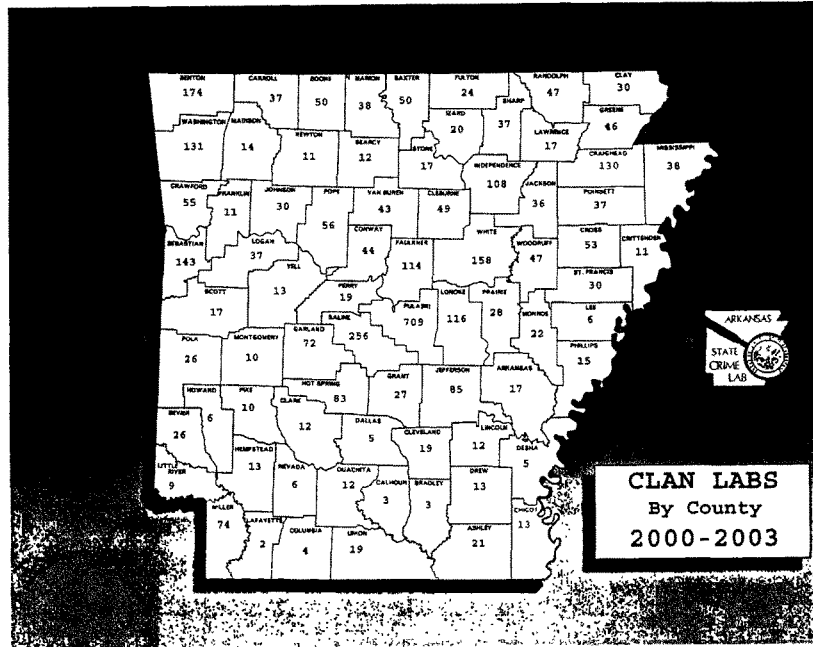 BENTON
174
CARROLL
37
BOONE
50
MARION
38
BAXTER
50
FULTON
24
RANDOLPH
47
CLAY
30
SHARP
37
GREENE
46
IZARD
20
LAWRENCE
17
WASHINGTON
131
MADISON
14
NEWTON
11
SEARCY
12
STONE
17
INDEPENDENCE
108
CRAIGHEAD
130
MISSISSIPPI
38
JACKSON
36
POINSETT
37
CRAWFORD
55
FRANKLIN
11
JOHNSON
30
POPE
56
VAN BUREN
43
CLEBURNE
49
CONWAY
44
FAULKNER
114
WHITE
158
WOODRUFF
47
CROSS
53
CRITTENDEN
11
SEBASTIAN
143
LOGAN
37
YELL
13
ST. FRANCIS
30
PERRY
19
SCOTT
17
LONOKE
116
PRAIRIE
28
LEE
6
MONROE
22
PULASKI
709
SALINE
256
GARLAND
72
POLK
26
MONTGOMERY
10
PHILLIPS
15
HOT SPRING
83
GRANT
27
JEFFERSON
85
ARKANSAS
17
HOWARD
6
PIKE
10
CLARK
12
DALLAS
5
CLEVELAND
19
LINCOLN
12
DESHA
5
SEVIER
26
HEMPSTEAD
13
NEVADA
6
OUACHITA
12
CALHOUN
3
BRADLEY
3
DREW
13
CHICOT
13
LITTLE
RIVER
9
MILLER
74
LAFAYETTE
2
COLUMBIA
4
UNION
19
ASHLEY
21
ARKANSAS
STATE
CRIME
LAB
CLAN LABS
By County
2000-2003